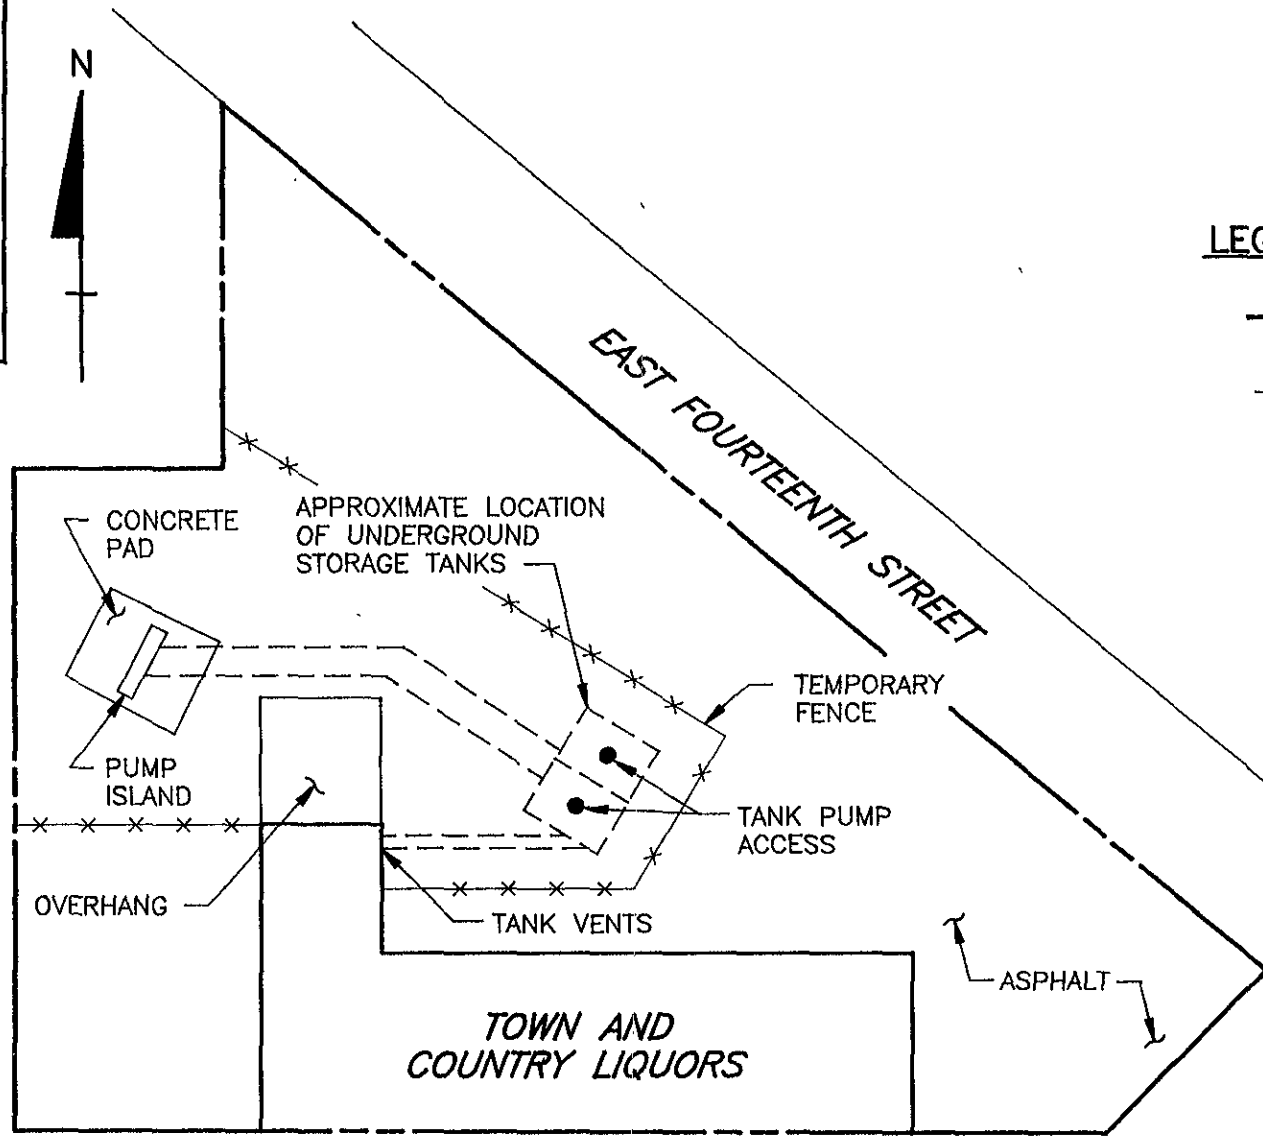 N
LEG
EAST FOURTEENTH STREET
CONCRETE
PAD
APPROXIMATE LOCATION
OF UNDERGROUND
STORAGE TANKS
TEMPORARY
FENCE
PUMP
ISLAND
TANK PUMP
ACCESS
OVERHANG
TANK VENTS
ASPHALT
TOWN AND
COUNTRY LIQUORS